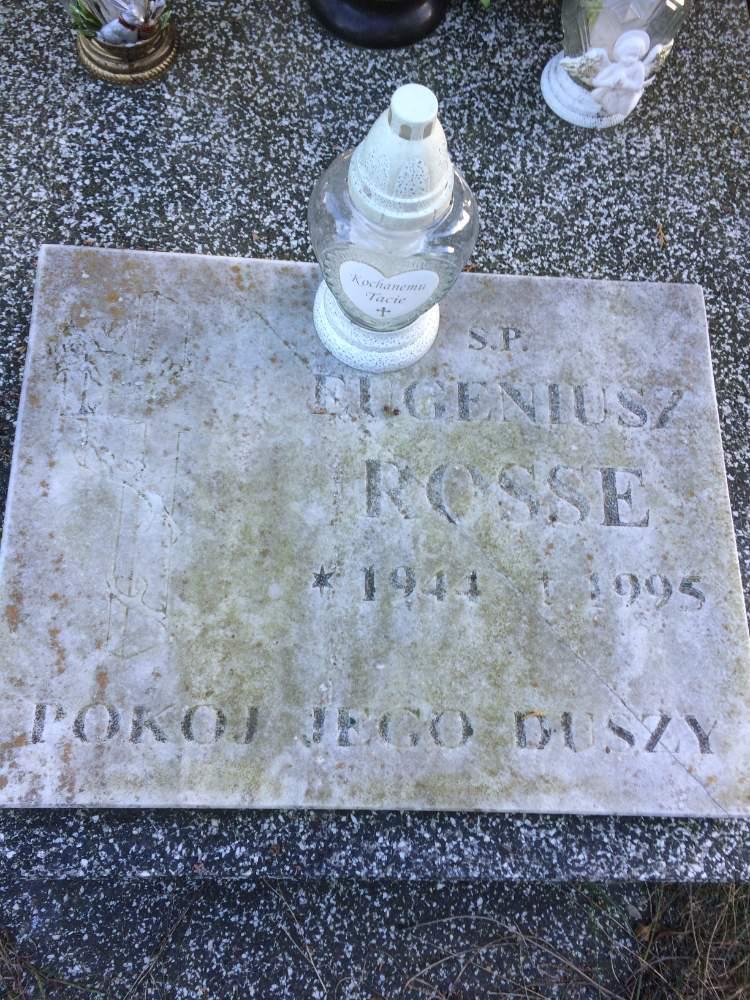 Kochanemu
Tacie
S.P.
EUGENIUSZ
ROSSE
* 1944 † 1995
POKÓJ JEGO DUSZY